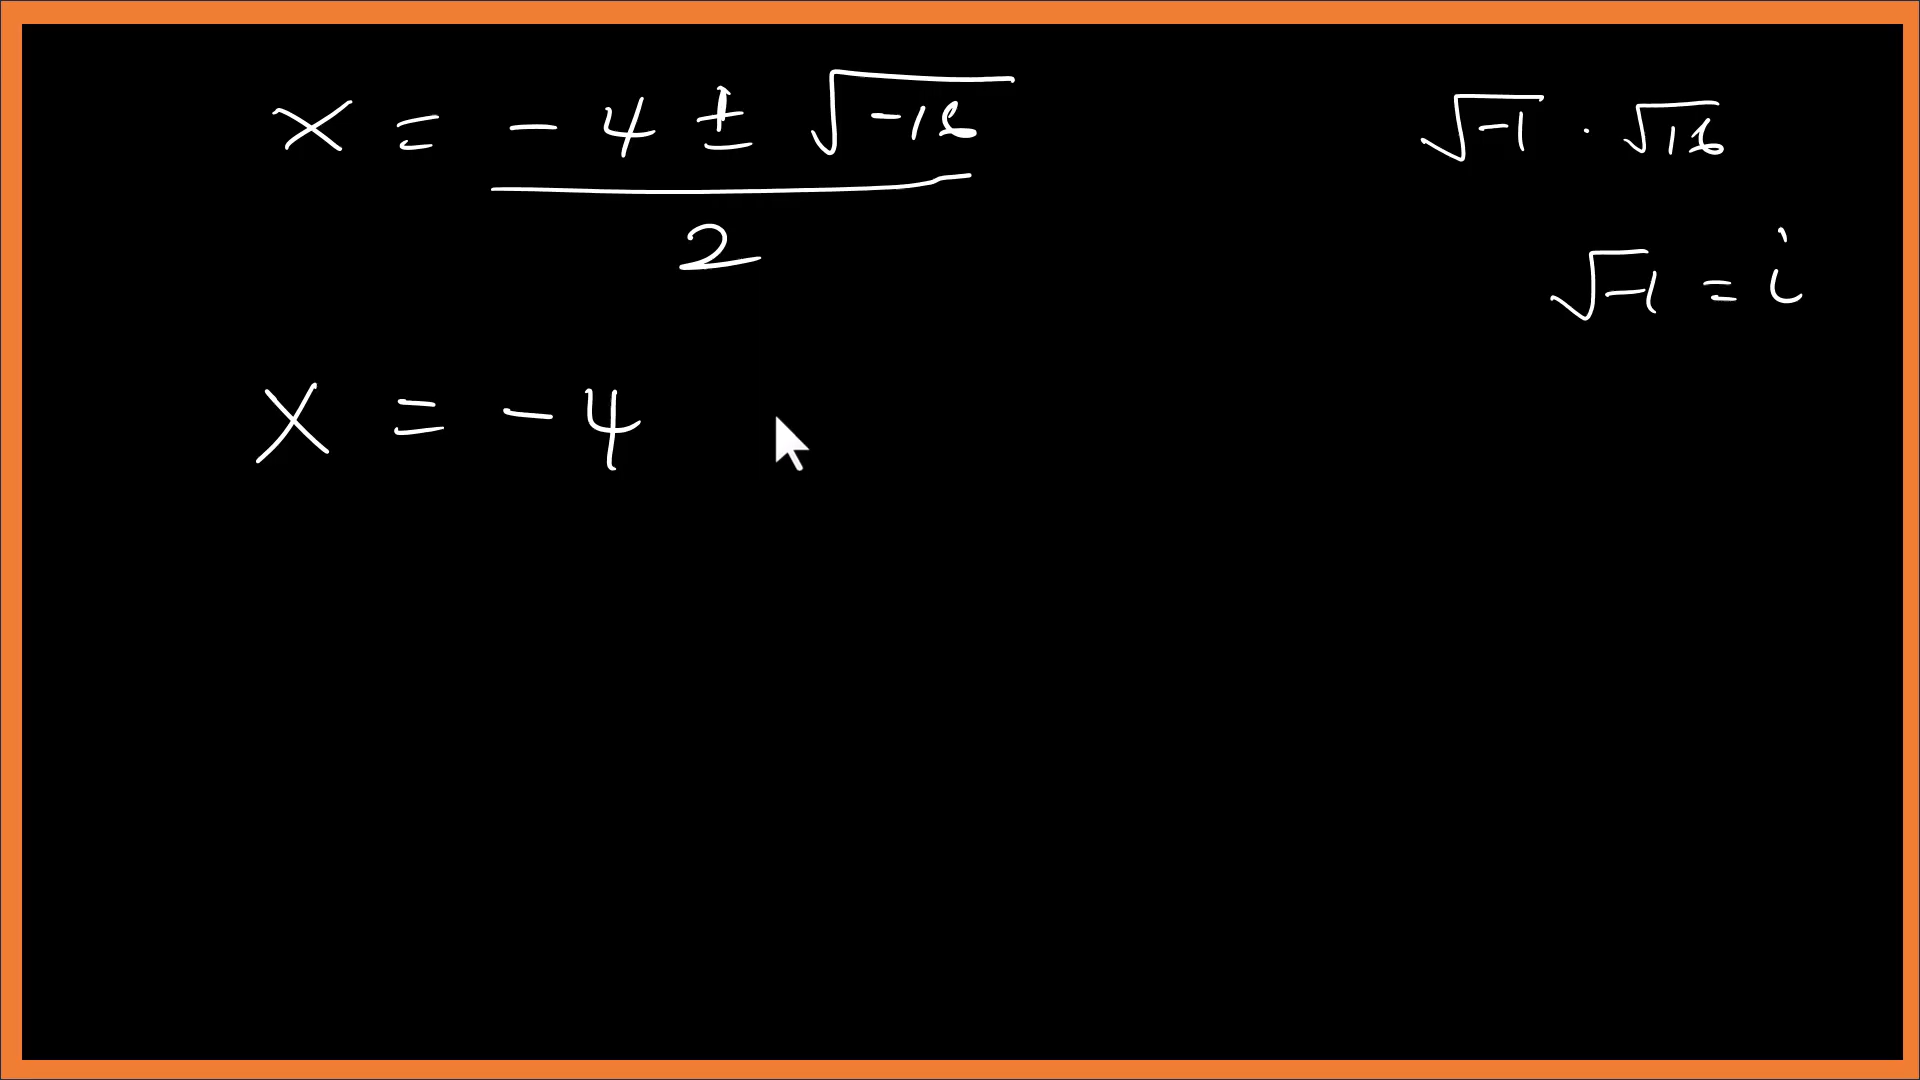 x = -4 ± √-16
2
√-1 · √16
√-1 = i
x = -4